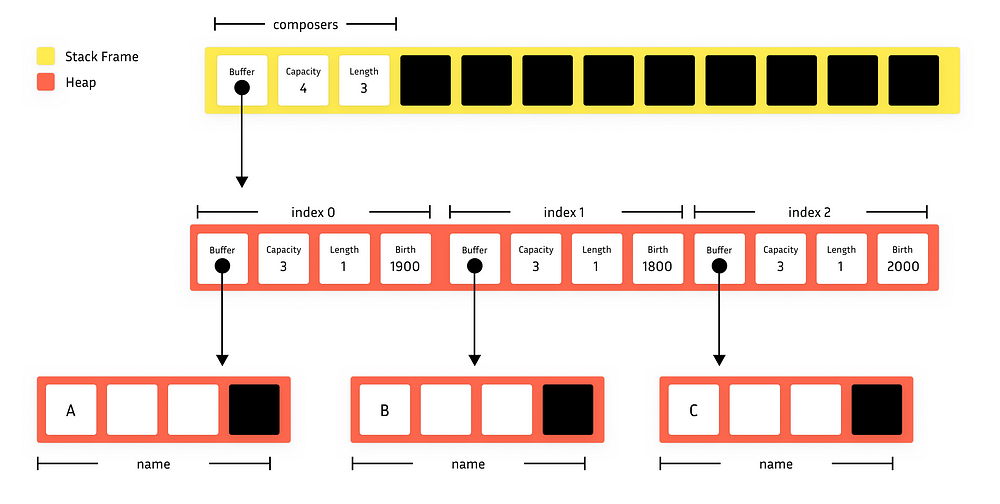 composers
Stack Frame
Heap
Buffer Capacity Length
4 3
index 0 index 1 index 2
Buffer Capacity Length Birth Buffer Capacity Length Birth Buffer Capacity Length Birth
3 1 1900 3 1 1800 3 1 2000
A B C
name name name